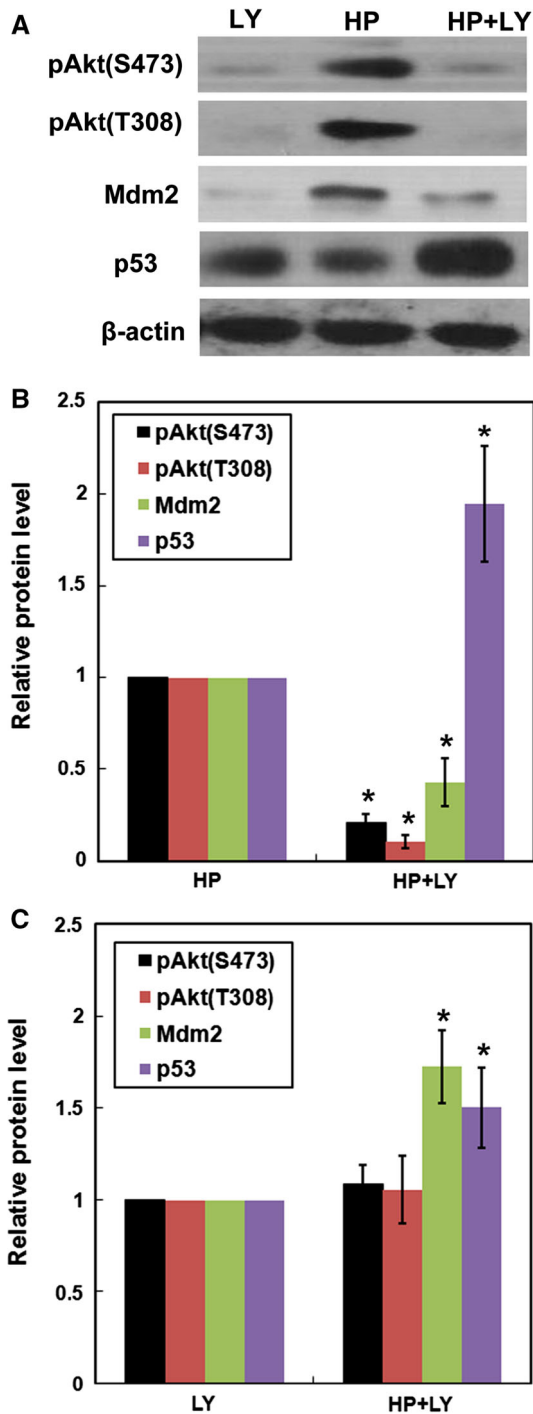 A
LY HP HP+LY
pAkt(S473)
pAkt(T308)
Mdm2
p53
β-actin
B
2.5
2
1.5
1
0.5
0
Relative protein level
pAkt(S473)
pAkt(T308)
Mdm2
p53
* * * *
HP HP+LY
C
2.5
2
1.5
1
0.5
0
Relative protein level
pAkt(S473)
pAkt(T308)
Mdm2
p53
* *
LY HP+LY